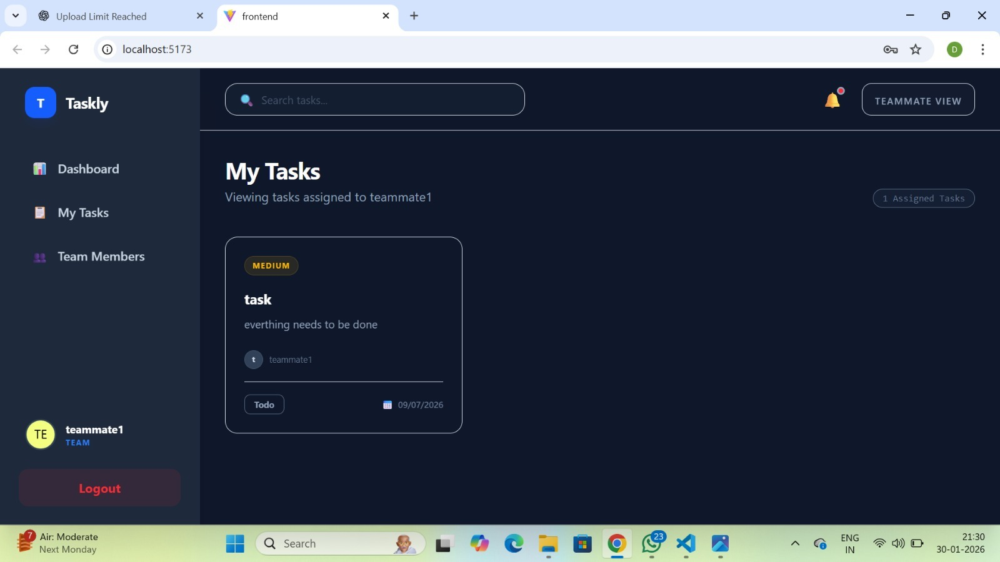 Upload Limit Reached
frontend
localhost:5173
D
T
Taskly
Dashboard
My Tasks
Team Members
TE
teammate1
TEAM
Logout
Search tasks...
TEAMMATE VIEW
My Tasks
Viewing tasks assigned to teammate1
1 Assigned Tasks
MEDIUM
task
everthing needs to be done
t
teammate1
Todo
09/07/2026
7
Air: Moderate
Next Monday
Search
23
ENG
IN
21:30
30-01-2026